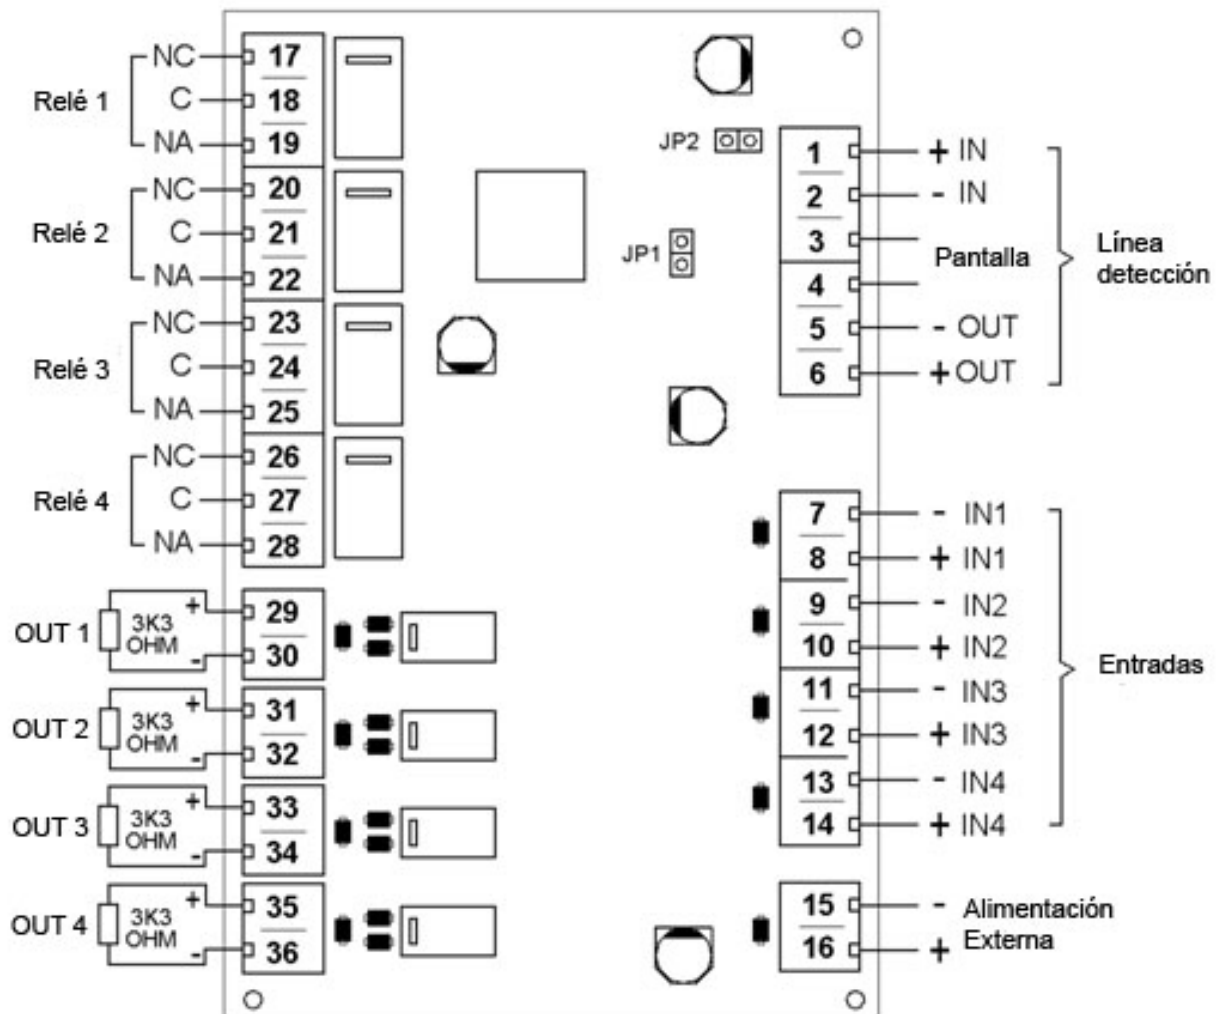 Relé 1
NC
C
NA
17
18
19
Relé 2
NC
C
NA
20
21
22
Relé 3
NC
C
NA
23
24
25
Relé 4
NC
C
NA
26
27
28
OUT 1
3K3
OHM
+
-
29
30
OUT 2
3K3
OHM
+
-
31
32
OUT 3
3K3
OHM
+
-
33
34
OUT 4
3K3
OHM
+
-
35
36
JP2
JP1
1 + IN
2 - IN
3
Pantalla
4
5 - OUT
6 + OUT
Línea
detección
7 - IN1
8 + IN1
9 - IN2
10 + IN2
11 - IN3
12 + IN3
13 - IN4
14 + IN4
Entradas
15 -
16 +
Alimentación
Externa